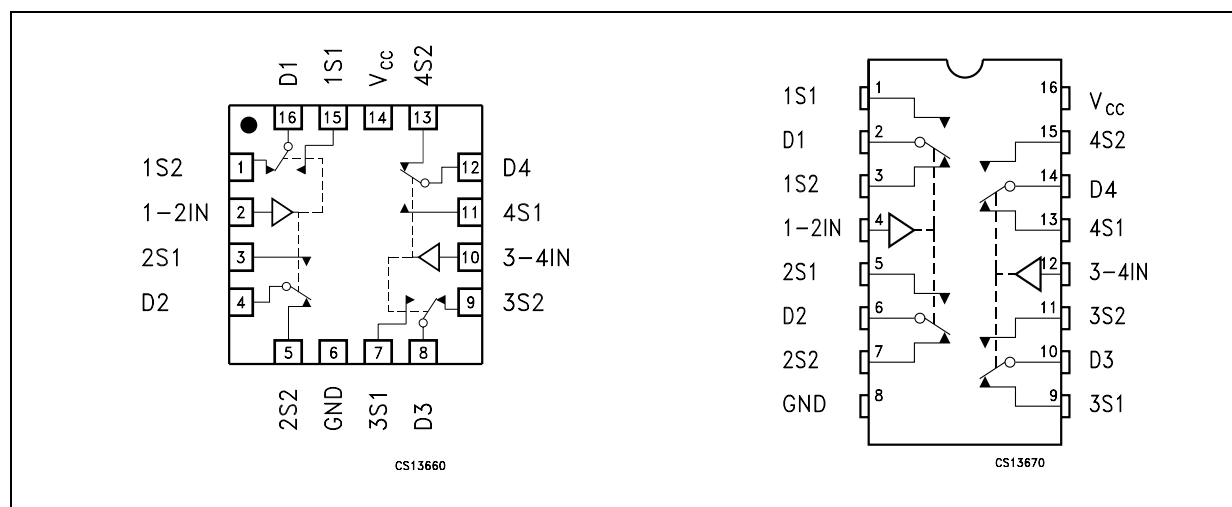 D1 1S1 VCC 4S2
16 15 14 13
1S2 1 12 D4
1-2IN 2 11 4S1
2S1 3 10 3-4IN
D2 4 9 3S2
5 6 7 8
2S2 GND 3S1 D3
CS13660
1S1 1 16 VCC
D1 2 15 4S2
1S2 3 14 D4
1-2IN 4 13 4S1
2S1 5 12 3-4IN
D2 6 11 3S2
2S2 7 10 D3
GND 8 9 3S1
CS13670